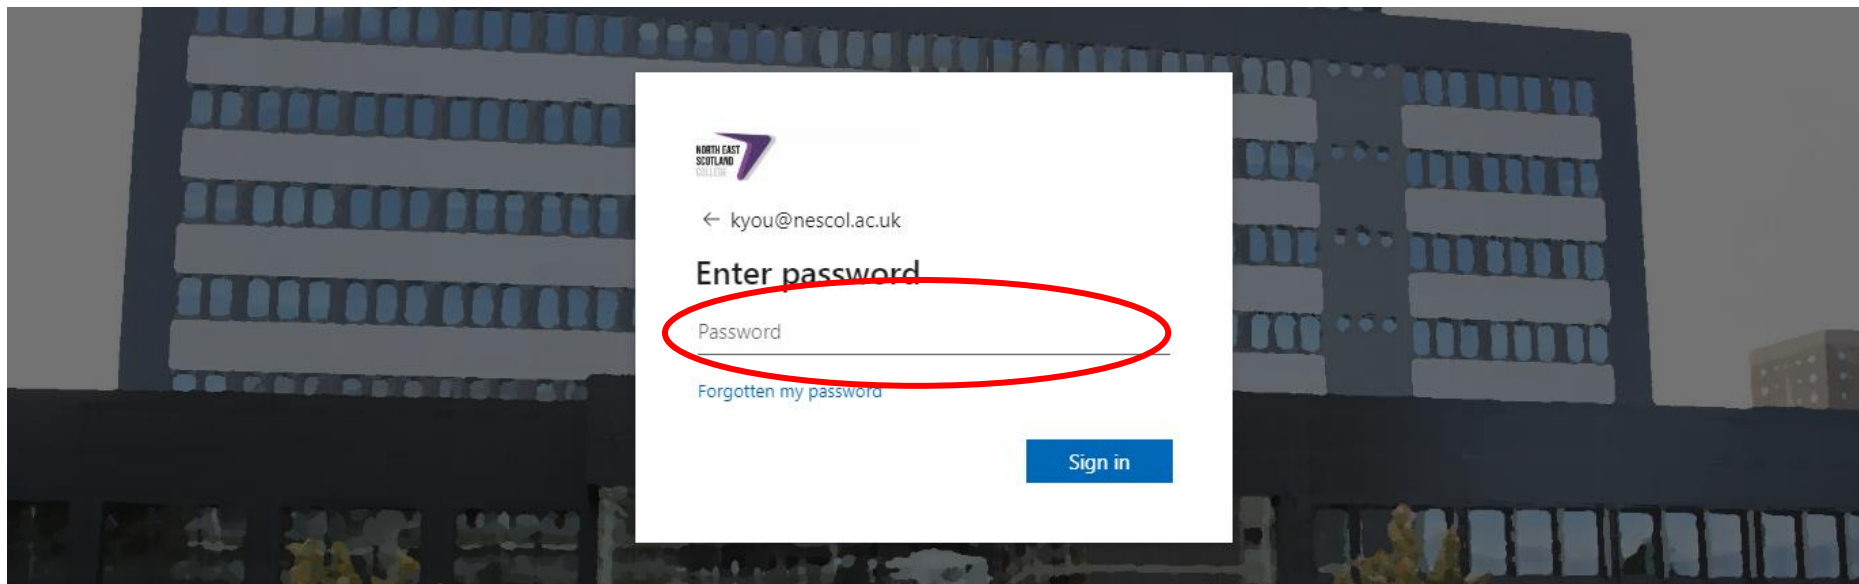 NORTH EAST
SCOTLAND
COLLEGE
← kyou@nescol.ac.uk
Enter password
Password
Forgotten my password
Sign in